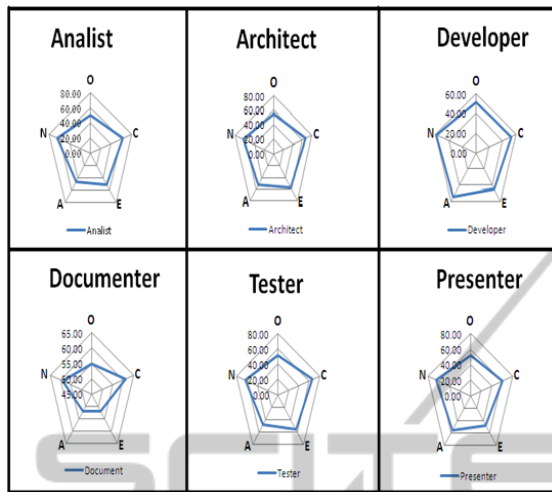 Analist
O
80.00
60.00
40.00
20.00
0.00
N
C
A
E
Analist
Architect
O
80.00
60.00
40.00
20.00
0.00
N
C
A
E
Architect
Developer
O
60.00
40.00
20.00
0.00
N
C
A
E
Developer
Documenter
O
65.00
60.00
55.00
50.00
45.00
N
C
A
E
Document
Tester
O
80.00
60.00
40.00
20.00
0.00
N
C
A
E
Tester
Presenter
O
80.00
60.00
40.00
20.00
0.00
N
C
A
E
Presenter